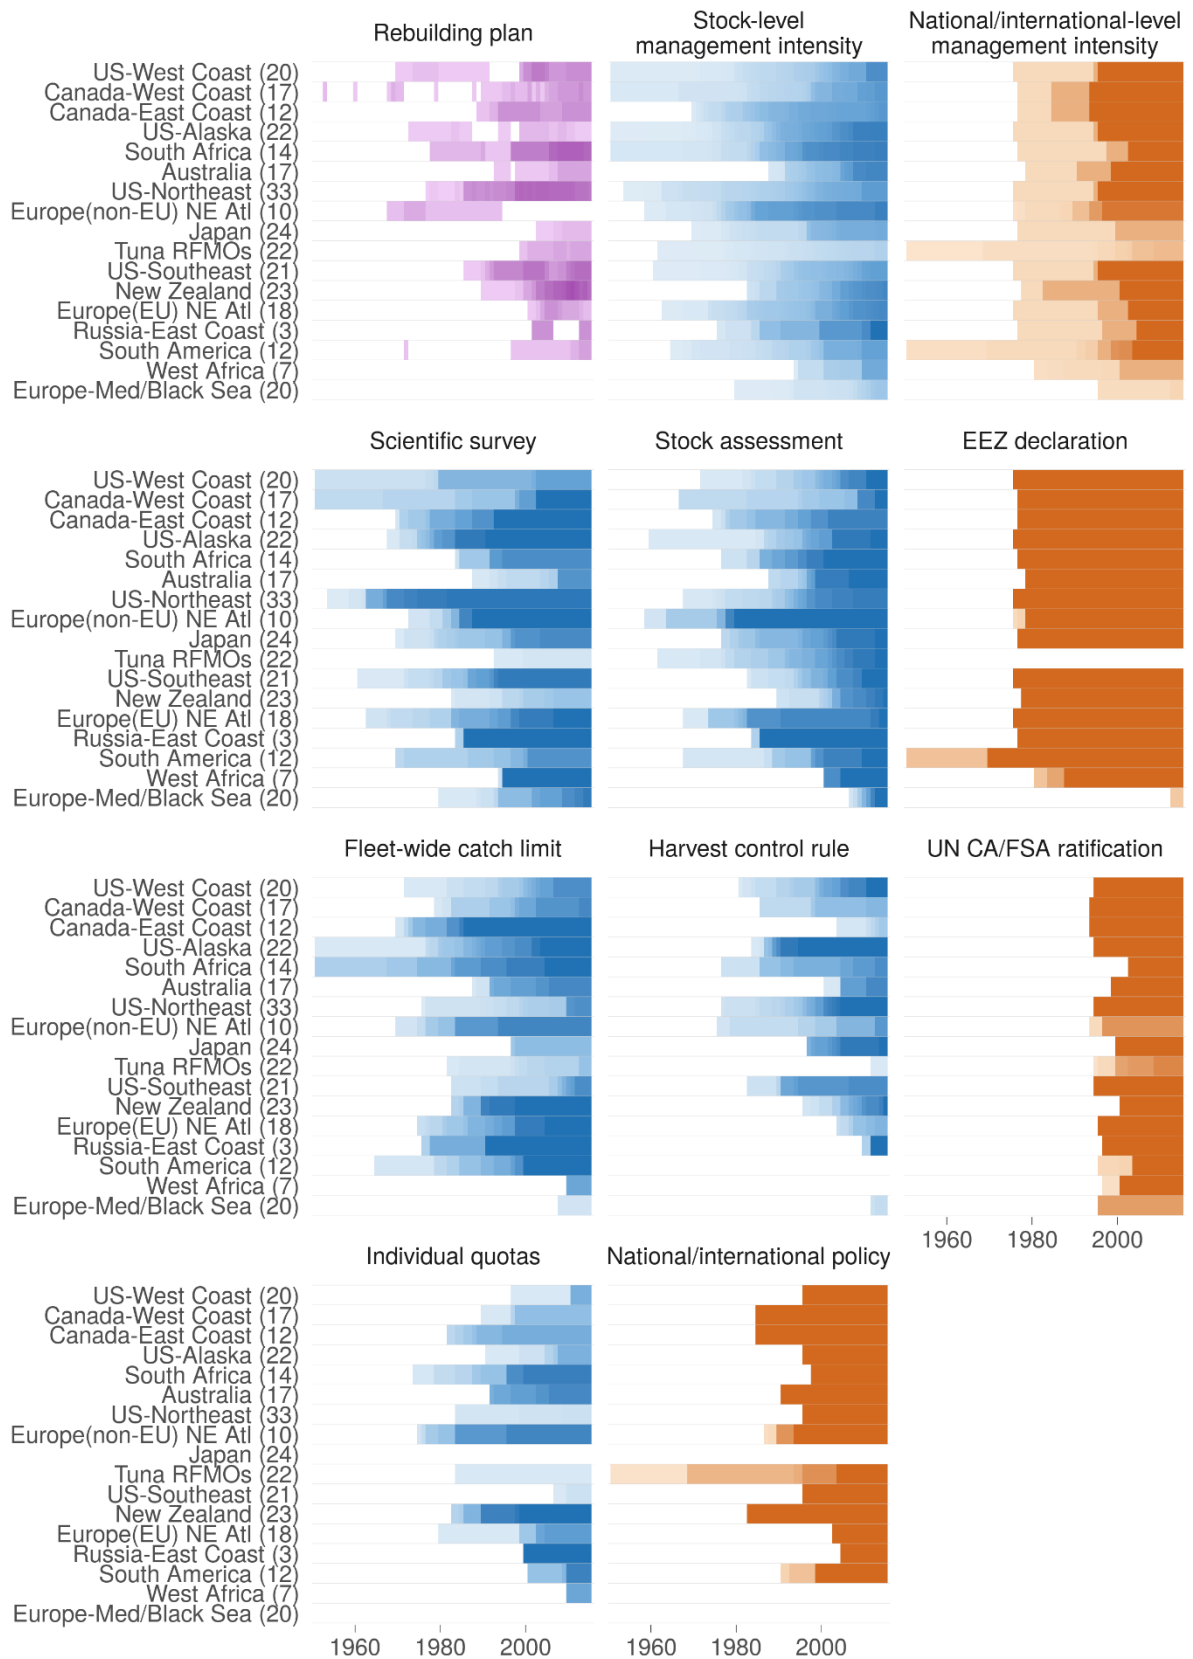 Rebuilding plan
Stock-level
management intensity
National/international-level
management intensity
US-West Coast (20)
Canada-West Coast (17)
Canada-East Coast (12)
US-Alaska (22)
South Africa (14)
Australia (17)
US-Northeast (33)
Europe(non-EU) NE Atl (10)
Japan (24)
Tuna RFMOs (22)
US-Southeast (21)
New Zealand (23)
Europe(EU) NE Atl (18)
Russia-East Coast (3)
South America (12)
West Africa (7)
Europe-Med/Black Sea (20)
Scientific survey
Stock assessment
EEZ declaration
US-West Coast (20)
Canada-West Coast (17)
Canada-East Coast (12)
US-Alaska (22)
South Africa (14)
Australia (17)
US-Northeast (33)
Europe(non-EU) NE Atl (10)
Japan (24)
Tuna RFMOs (22)
US-Southeast (21)
New Zealand (23)
Europe(EU) NE Atl (18)
Russia-East Coast (3)
South America (12)
West Africa (7)
Europe-Med/Black Sea (20)
Fleet-wide catch limit
Harvest control rule
UN CA/FSA ratification
US-West Coast (20)
Canada-West Coast (17)
Canada-East Coast (12)
US-Alaska (22)
South Africa (14)
Australia (17)
US-Northeast (33)
Europe(non-EU) NE Atl (10)
Japan (24)
Tuna RFMOs (22)
US-Southeast (21)
New Zealand (23)
Europe(EU) NE Atl (18)
Russia-East Coast (3)
South America (12)
West Africa (7)
Europe-Med/Black Sea (20)
1960 1980 2000
Individual quotas
National/international policy
US-West Coast (20)
Canada-West Coast (17)
Canada-East Coast (12)
US-Alaska (22)
South Africa (14)
Australia (17)
US-Northeast (33)
Europe(non-EU) NE Atl (10)
Japan (24)
Tuna RFMOs (22)
US-Southeast (21)
New Zealand (23)
Europe(EU) NE Atl (18)
Russia-East Coast (3)
South America (12)
West Africa (7)
Europe-Med/Black Sea (20)
1960 1980 2000
1960 1980 2000